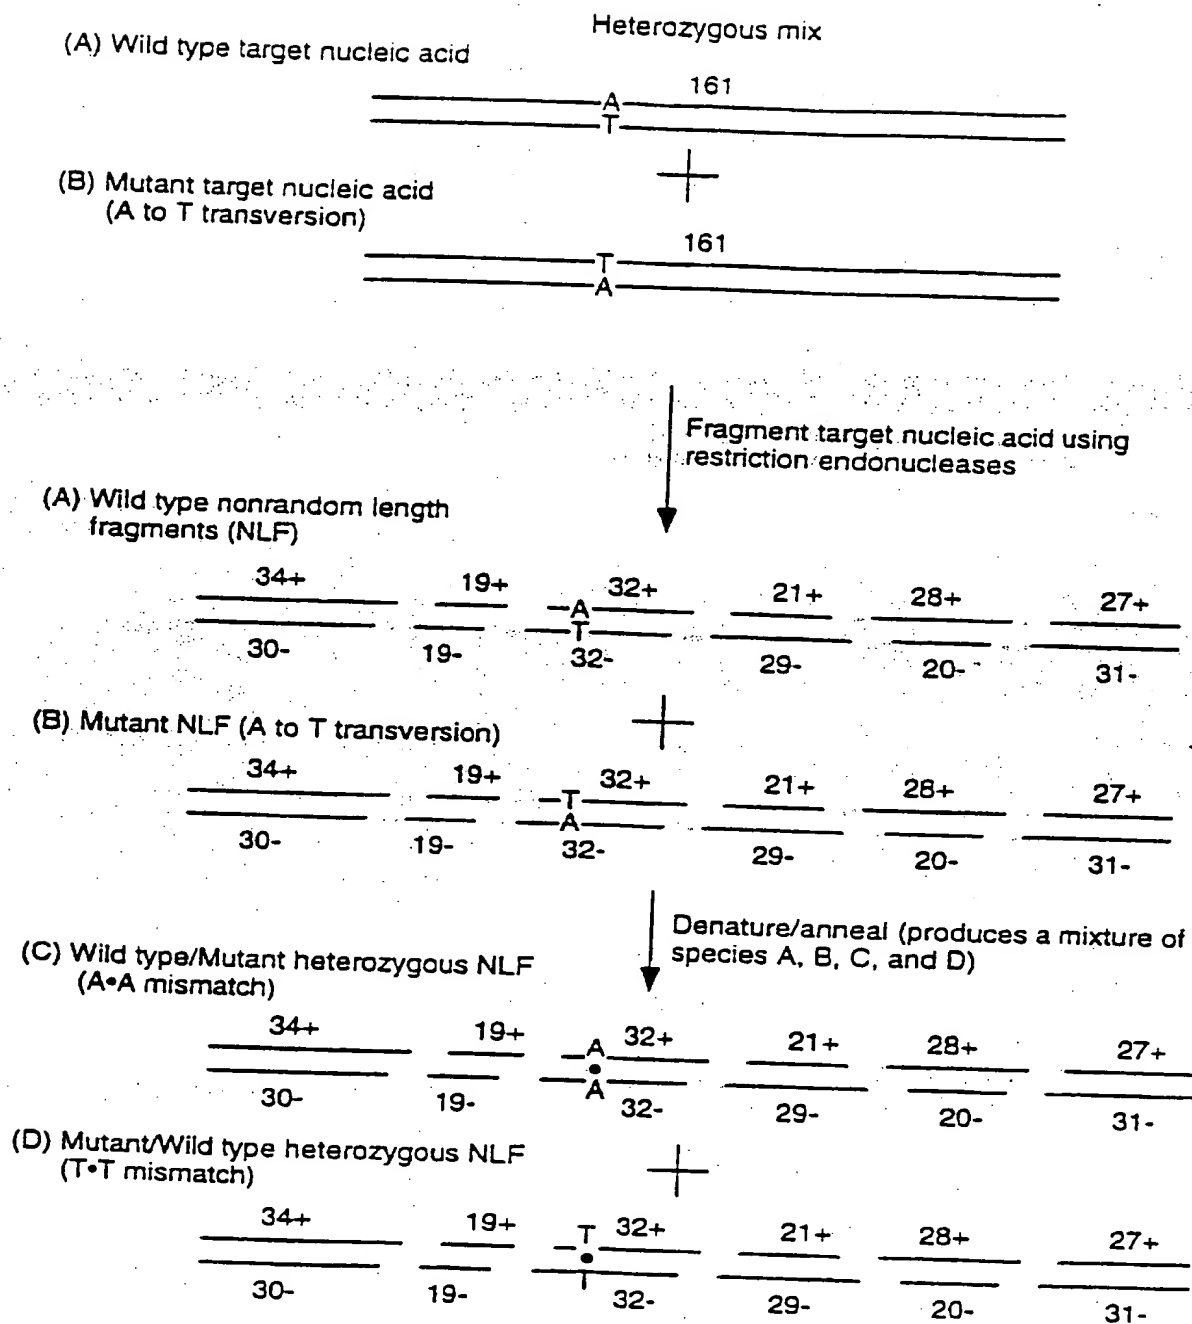 Heterozygous mix
(A) Wild type target nucleic acid
161
A
T
(B) Mutant target nucleic acid
(A to T transversion)
161
T
A
Fragment target nucleic acid using
restriction endonucleases
(A) Wild type nonrandom length
fragments (NLF)
34+ 19+ 32+ 21+ 28+ 27+
A
T
30- 19- 32- 29- 20- 31-
(B) Mutant NLF (A to T transversion)
34+ 19+ 32+ 21+ 28+ 27+
T
A
30- 19- 32- 29- 20- 31-
Denature/anneal (produces a mixture of
species A, B, C, and D)
(C) Wild type/Mutant heterozygous NLF
(A•A mismatch)
34+ 19+ 32+ 21+ 28+ 27+
A
A
30- 19- 32- 29- 20- 31-
(D) Mutant/Wild type heterozygous NLF
(T•T mismatch)
34+ 19+ 32+ 21+ 28+ 27+
T
T
30- 19- 32- 29- 20- 31-